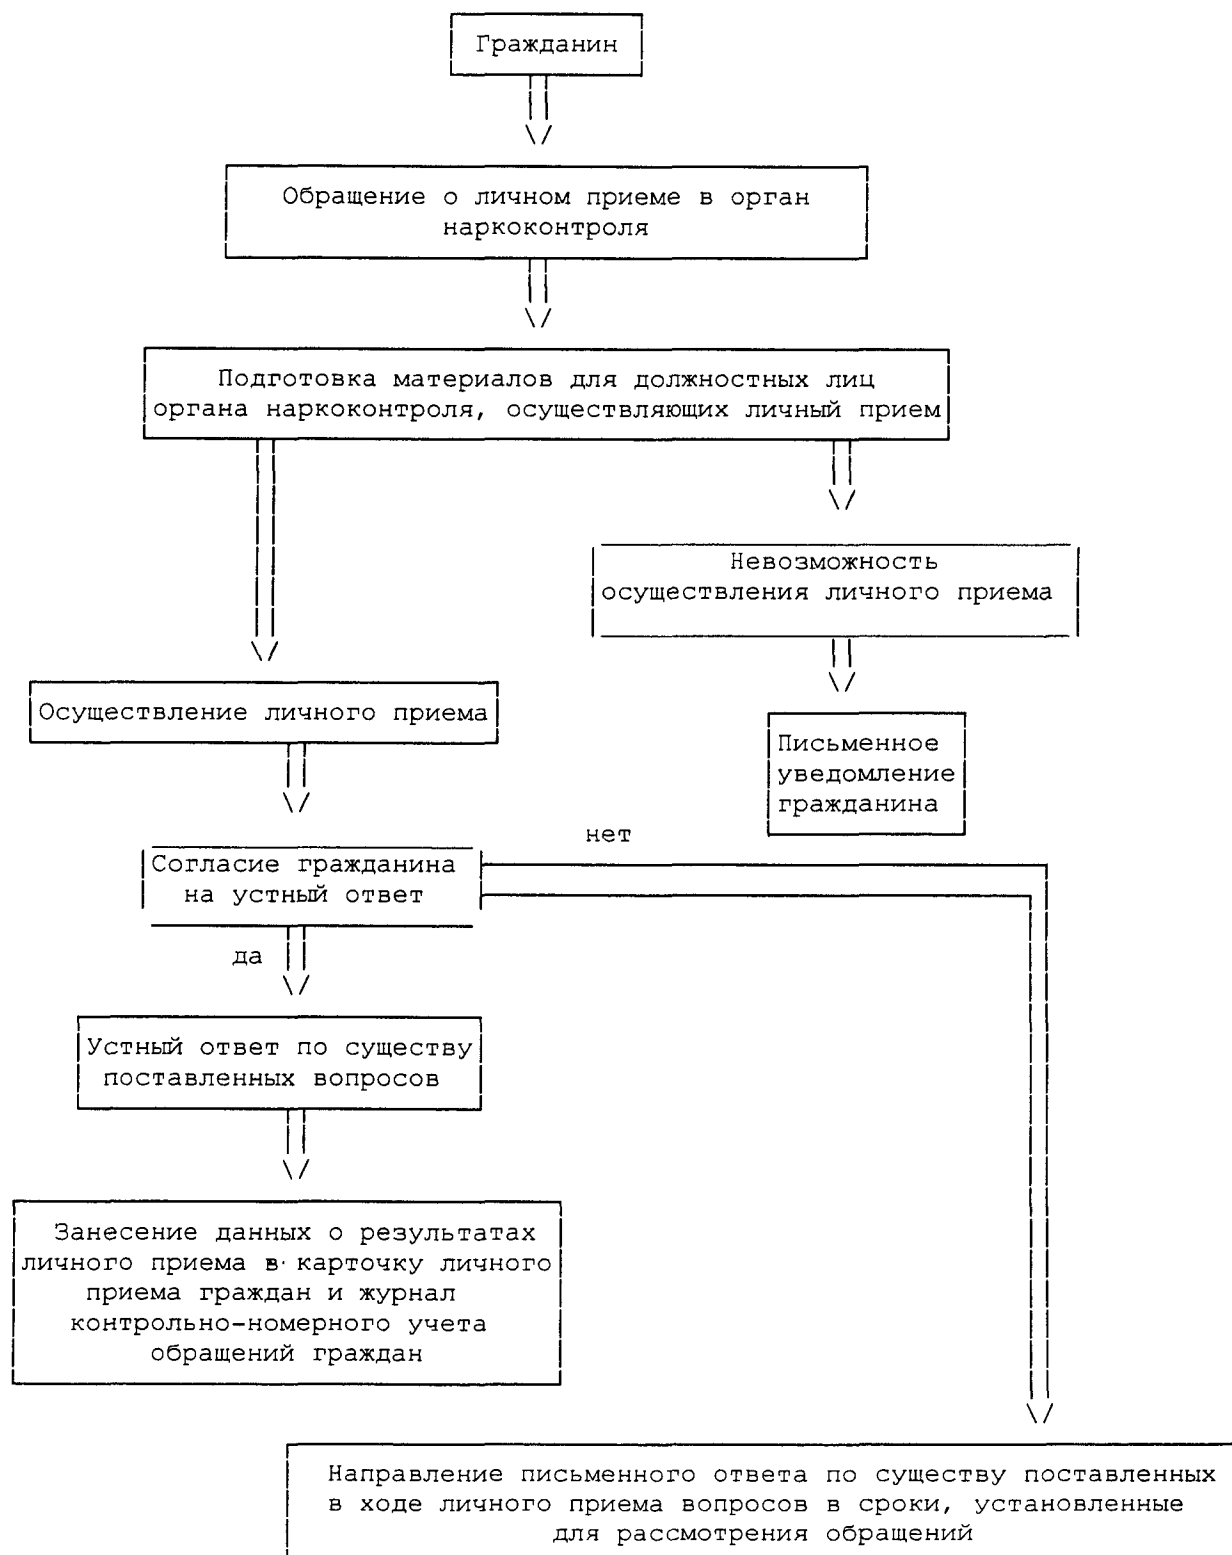 Гражданин
Обращение о личном приеме в орган
наркоконтроля
Подготовка материалов для должностных лиц
органа наркоконтроля, осуществляющих личный прием
Невозможность
осуществления личного приема
Осуществление личного приема
Письменное
уведомление
гражданина
нет
Согласие гражданина
на устный ответ
да
Устный ответ по существу
поставленных вопросов
Занесение данных о результатах
личного приема в карточку личного
приема граждан и журнал
контрольно-номерного учета
обращений граждан
Направление письменного ответа по существу поставленных
в ходе личного приема вопросов в сроки, установленные
для рассмотрения обращений